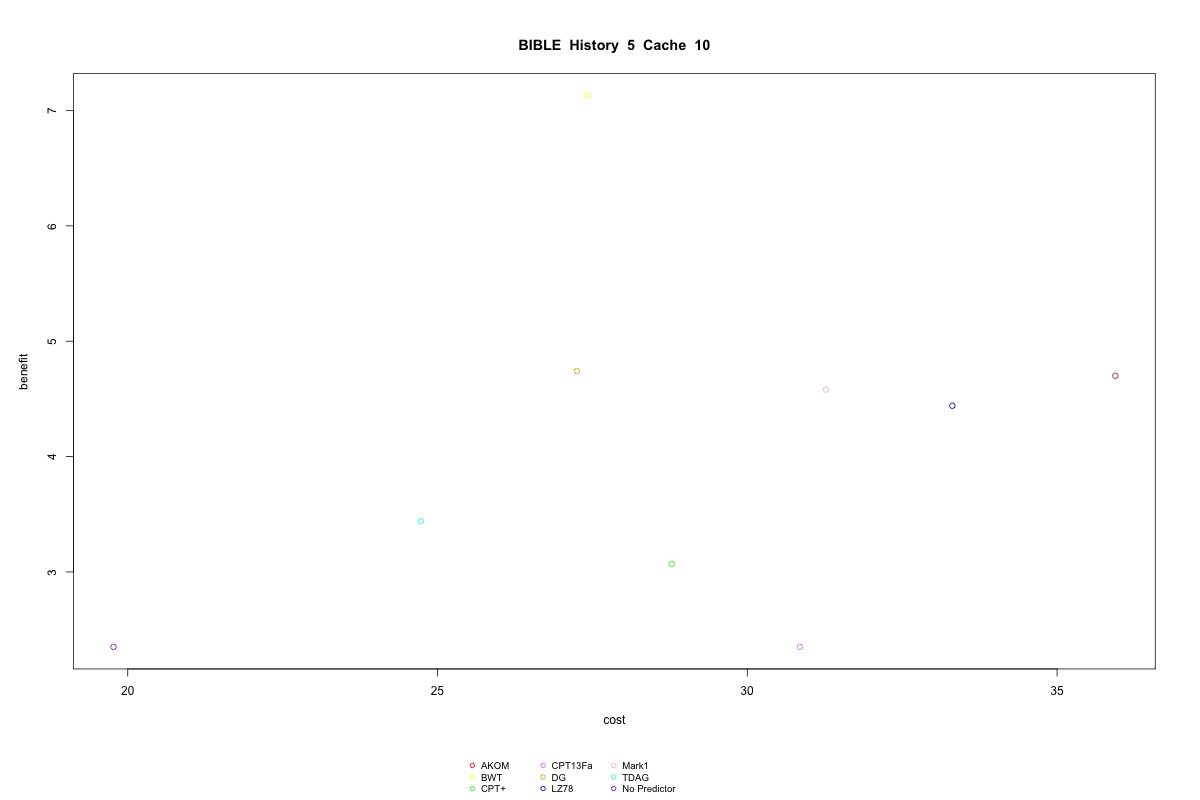 BIBLE History 5 Cache 10
7
6
5
4
3
benefit
20 25 30 35
cost
AKOM CPT13Fa Mark1
BWT DG TDAG
CPT+ LZ78 No Predictor